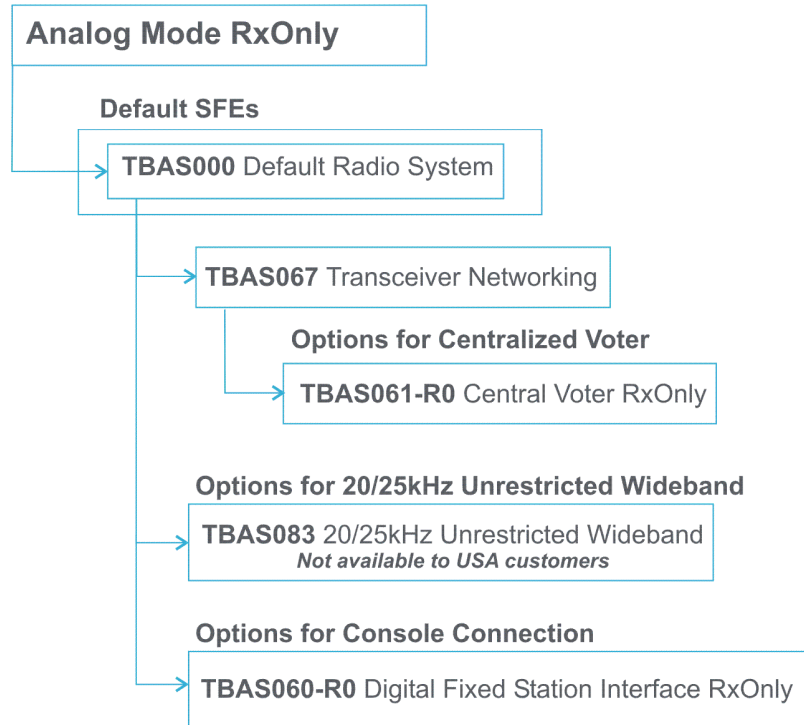 Analog Mode RxOnly
Default SFEs
TBAS000 Default Radio System
TBAS067 Transceiver Networking
Options for Centralized Voter
TBAS061-R0 Central Voter RxOnly
Options for 20/25kHz Unrestricted Wideband
TBAS083 20/25kHz Unrestricted Wideband
Not available to USA customers
Options for Console Connection
TBAS060-R0 Digital Fixed Station Interface RxOnly